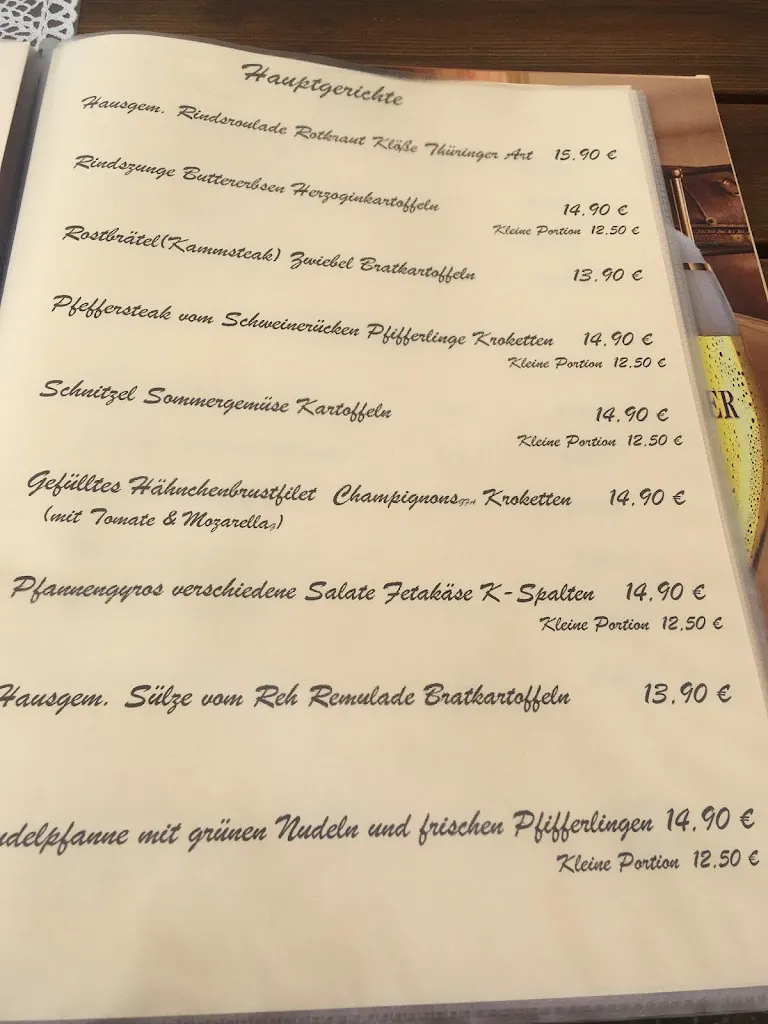 Hauptgerichte
Hausgem. Rindsroulade Rotkraut Klöße Thüringer Art 15,90 €
Rindszunge Buttererbsen Herzoginkartoffeln 14,90 €
Kleine Portion 12,50 €
Rostbrätel(Kammsteak) Zwiebel Bratkartoffeln 13,90 €
Pfeffersteak vom Schweinerücken Pfifferlinge Kroketten 14,90 €
Kleine Portion 12,50 €
Schnitzel Sommergemüse Kartoffeln 14,90 €
Kleine Portion 12,50 €
Gefülltes Hähnchenbrustfilet Champignons Kroketten 14,90 €
(mit Tomate & Mozarella)
Pfannengyros verschiedene Salate Fetakäse K-Spalten 14,90 €
Kleine Portion 12,50 €
Hausgem. Sülze vom Reh Remulade Bratkartoffeln 13,90 €
udelpfanne mit grünen Nudeln und frischen Pfifferlingen 14,90 €
Kleine Portion 12,50 €
ER